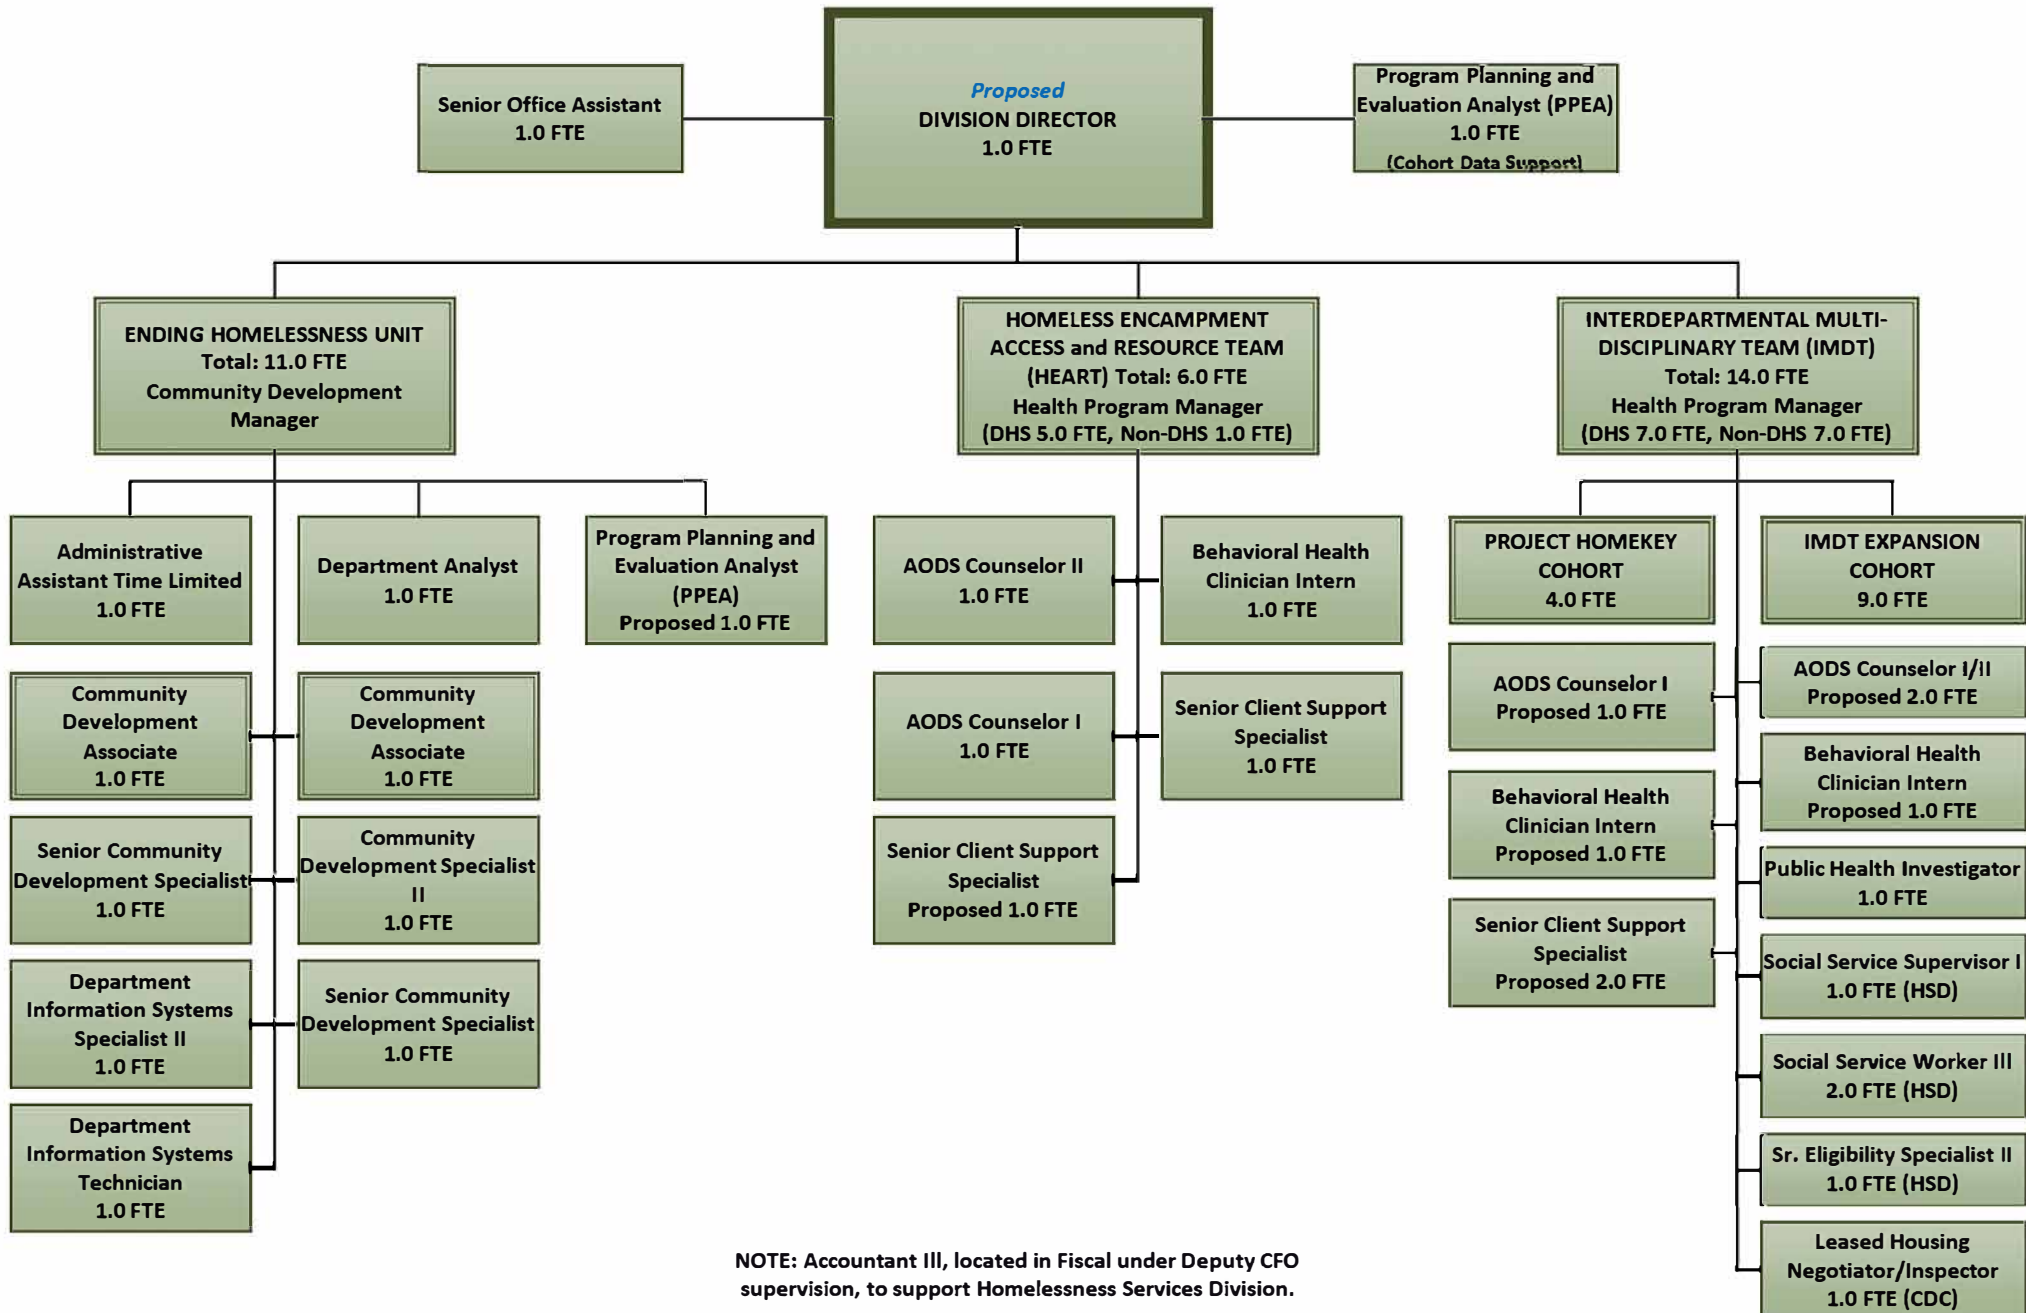 Senior Office Assistant
1.0 FTE
Proposed
DIVISION DIRECTOR
1.0 FTE
Program Planning and
Evaluation Analyst (PPEA)
1.0 FTE
(Cohort Data Support)
ENDING HOMELESSNESS UNIT
Total: 11.0 FTE
Community Development
Manager
HOMELESS ENCAMPMENT
ACCESS and RESOURCE TEAM
(HEART) Total: 6.0 FTE
Health Program Manager
(DHS 5.0 FTE, Non-DHS 1.0 FTE)
INTERDEPARTMENTAL MULTI-
DISCIPLINARY TEAM (IMDT)
Total: 14.0 FTE
Health Program Manager
(DHS 7.0 FTE, Non-DHS 7.0 FTE)
Administrative
Assistant Time Limited
1.0 FTE
Department Analyst
1.0 FTE
Program Planning and
Evaluation Analyst
(PPEA)
Proposed 1.0 FTE
Community
Development
Associate
1.0 FTE
Community
Development
Associate
1.0 FTE
Senior Community
Development Specialist
1.0 FTE
Community
Development Specialist
II
1.0 FTE
Department
Information Systems
Specialist II
1.0 FTE
Senior Community
Development Specialist
1.0 FTE
Department
Information Systems
Technician
1.0 FTE
AODS Counselor II
1.0 FTE
Behavioral Health
Clinician Intern
1.0 FTE
AODS Counselor I
1.0 FTE
Senior Client Support
Specialist
1.0 FTE
Senior Client Support
Specialist
Proposed 1.0 FTE
PROJECT HOMEKEY
COHORT
4.0 FTE
AODS Counselor I
Proposed 1.0 FTE
Behavioral Health
Clinician Intern
Proposed 1.0 FTE
Senior Client Support
Specialist
Proposed 2.0 FTE
IMDT EXPANSION
COHORT
9.0 FTE
AODS Counselor I/II
Proposed 2.0 FTE
Behavioral Health
Clinician Intern
Proposed 1.0 FTE
Public Health Investigator
1.0 FTE
Social Service Supervisor I
1.0 FTE (HSD)
Social Service Worker Ill
2.0 FTE (HSD)
Sr. Eligibility Specialist II
1.0 FTE (HSD)
Leased Housing
Negotiator/Inspector
1.0 FTE (CDC)
NOTE: Accountant Ill, located in Fiscal under Deputy CFO
supervision, to support Homelessness Services Division.